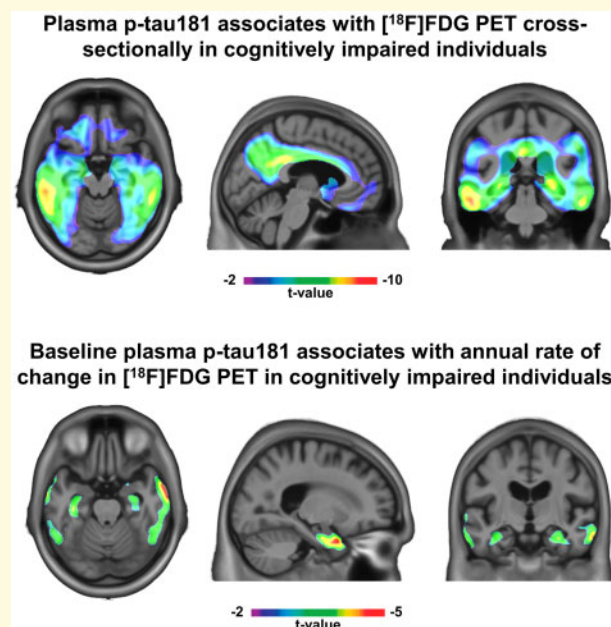 Plasma p-tau181 associates with [¹⁸F]FDG PET cross-
sectionally in cognitively impaired individuals
-2 -10
t-value
Baseline plasma p-tau181 associates with annual rate of
change in [¹⁸F]FDG PET in cognitively impaired individuals
-2 -5
t-value